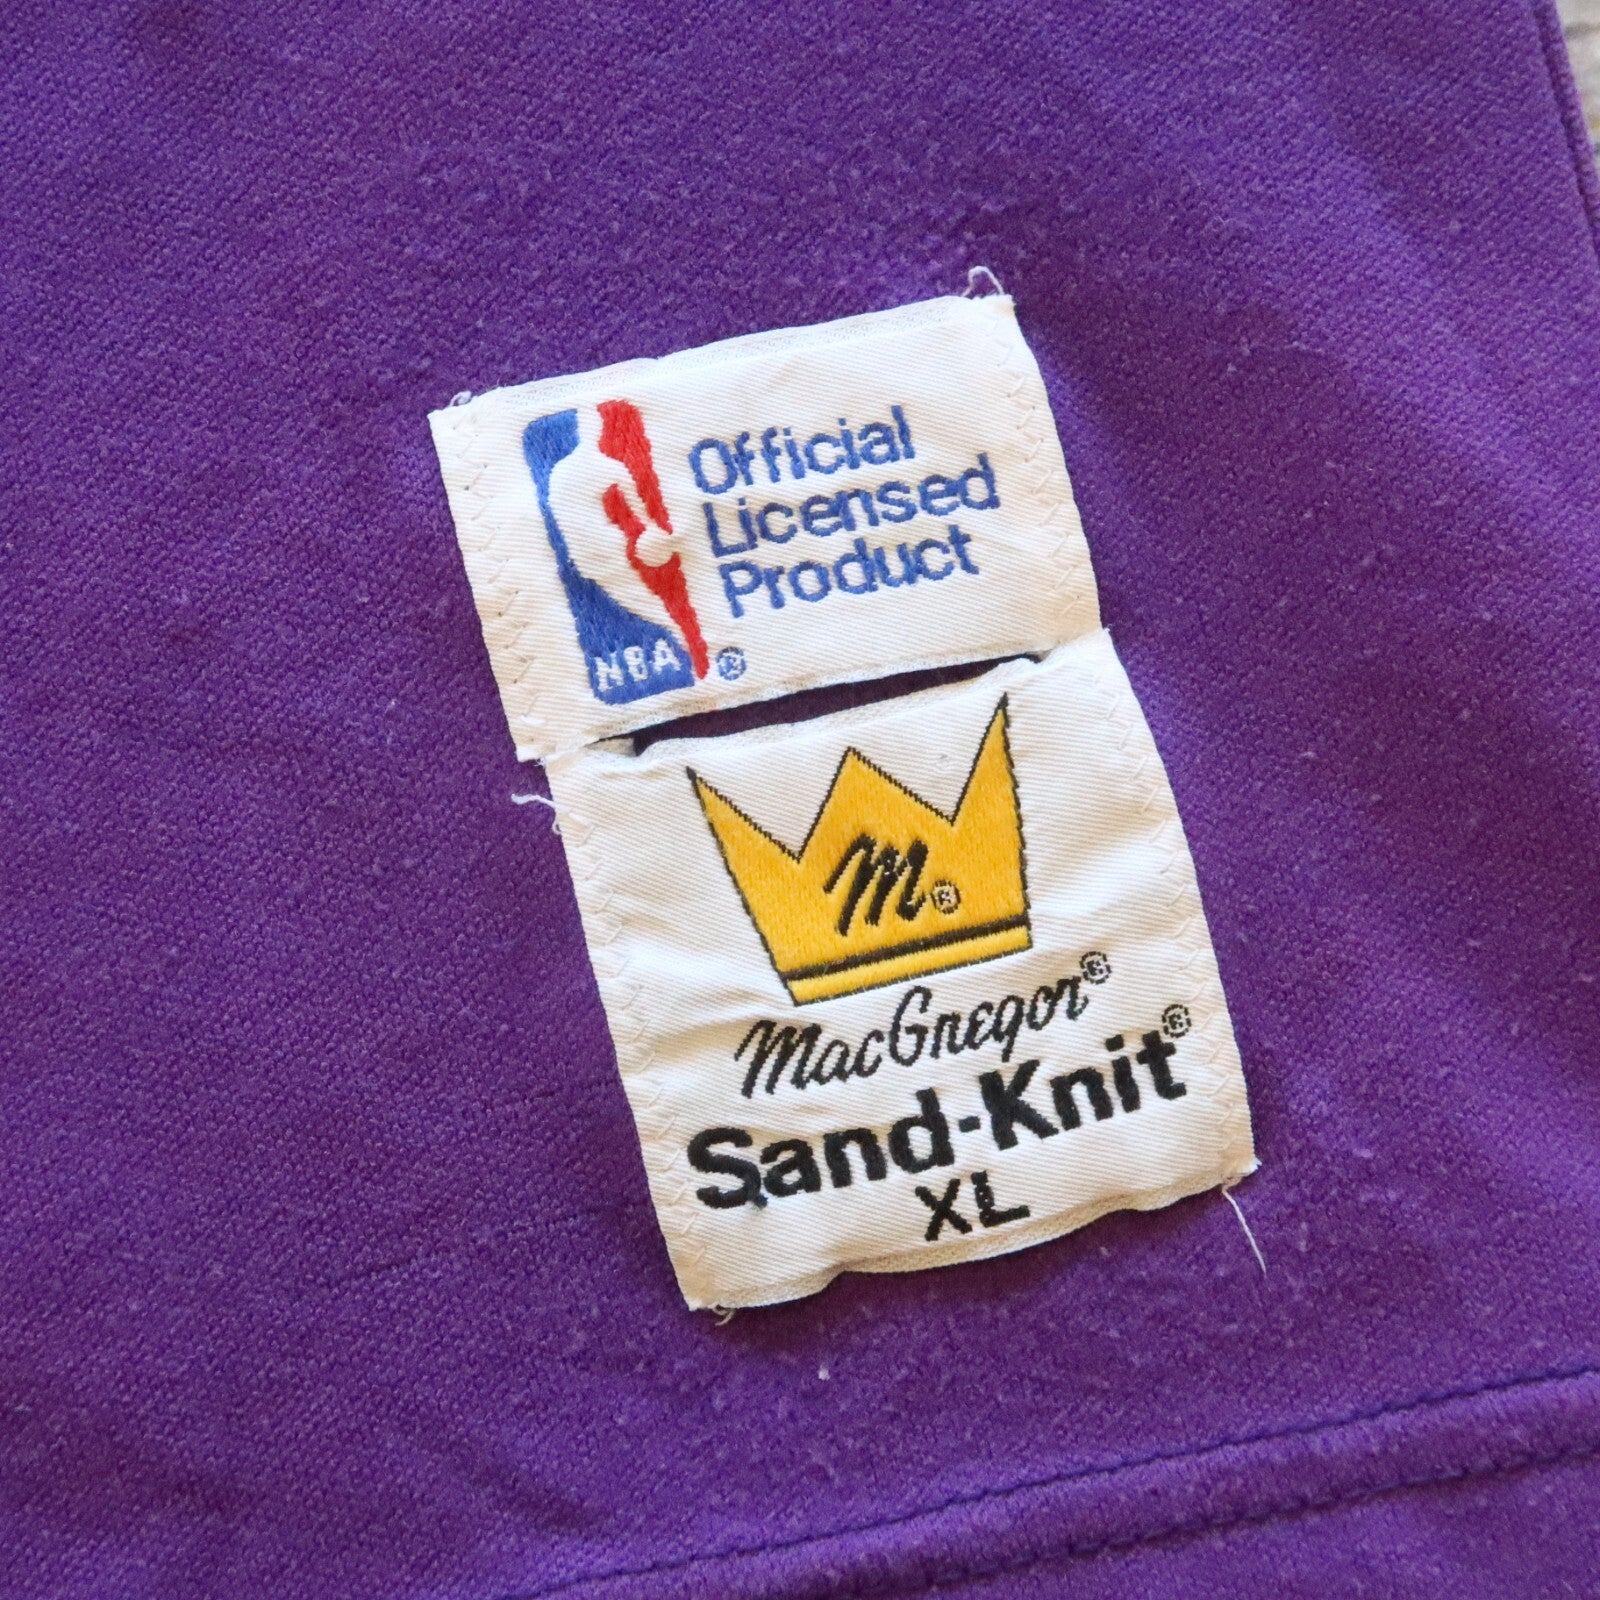 Official
Licensed
Product
NBA ®
M ®
MacGregor®
Sand-Knit®
XL